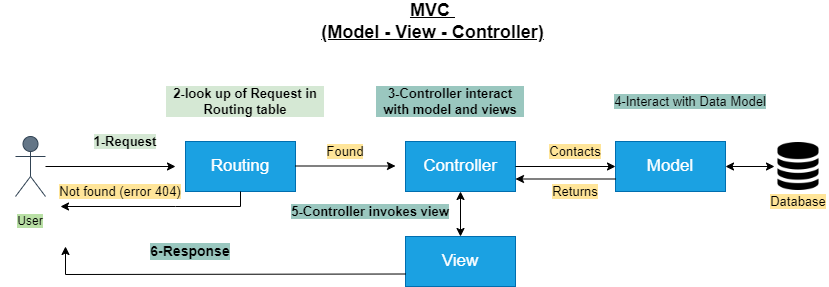 MVC
(Model - View - Controller)
2-look up of Request in
Routing table
3-Controller interact
with model and views
4-Interact with Data Model
1-Request
Routing
Found
Controller
Contacts
Model
Not found (error 404)
Returns
Database
User
5-Controller invokes view
6-Response
View